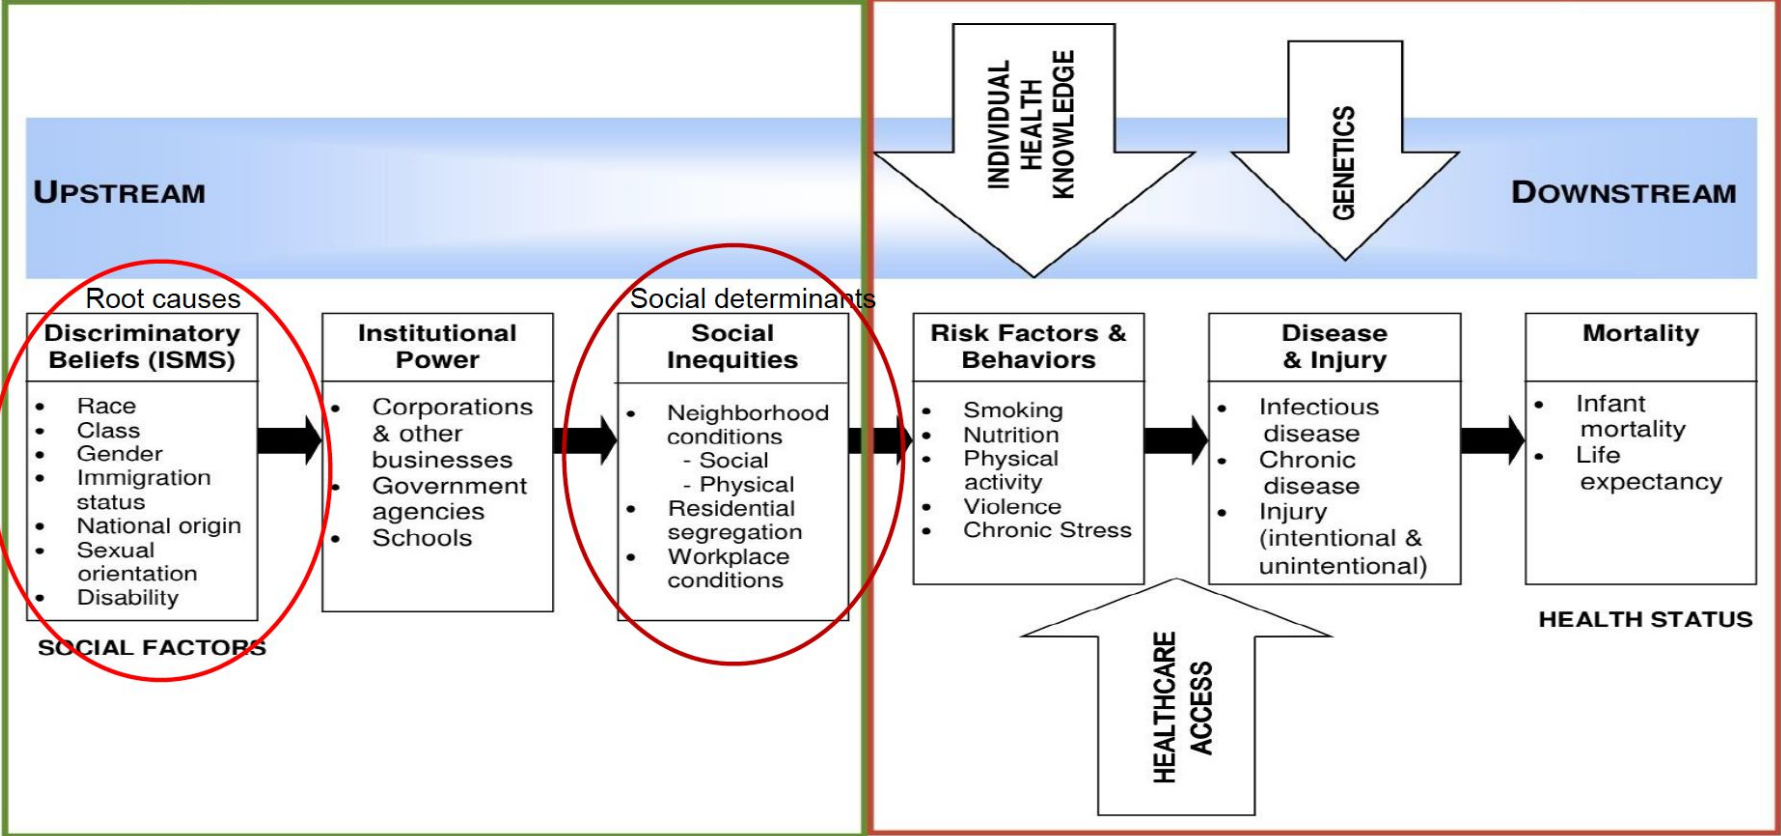 INDIVIDUAL
HEALTH
KNOWLEDGE
GENETICS
UPSTREAM
DOWNSTREAM
Root causes
Discriminatory
Beliefs (ISMS)
• Race
• Class
• Gender
• Immigration
status
• National origin
• Sexual
orientation
• Disability
SOCIAL FACTORS
Institutional
Power
• Corporations
& other
businesses
• Government
agencies
• Schools
Social determinants
Social
Inequities
• Neighborhood
conditions
- Social
- Physical
• Residential
segregation
• Workplace
conditions
Risk Factors &
Behaviors
• Smoking
• Nutrition
• Physical
activity
• Violence
• Chronic Stress
Disease
& Injury
• Infectious
disease
• Chronic
disease
• Injury
(intentional &
unintentional)
Mortality
• Infant
mortality
• Life
expectancy
HEALTH STATUS
HEALTHCARE
ACCESS